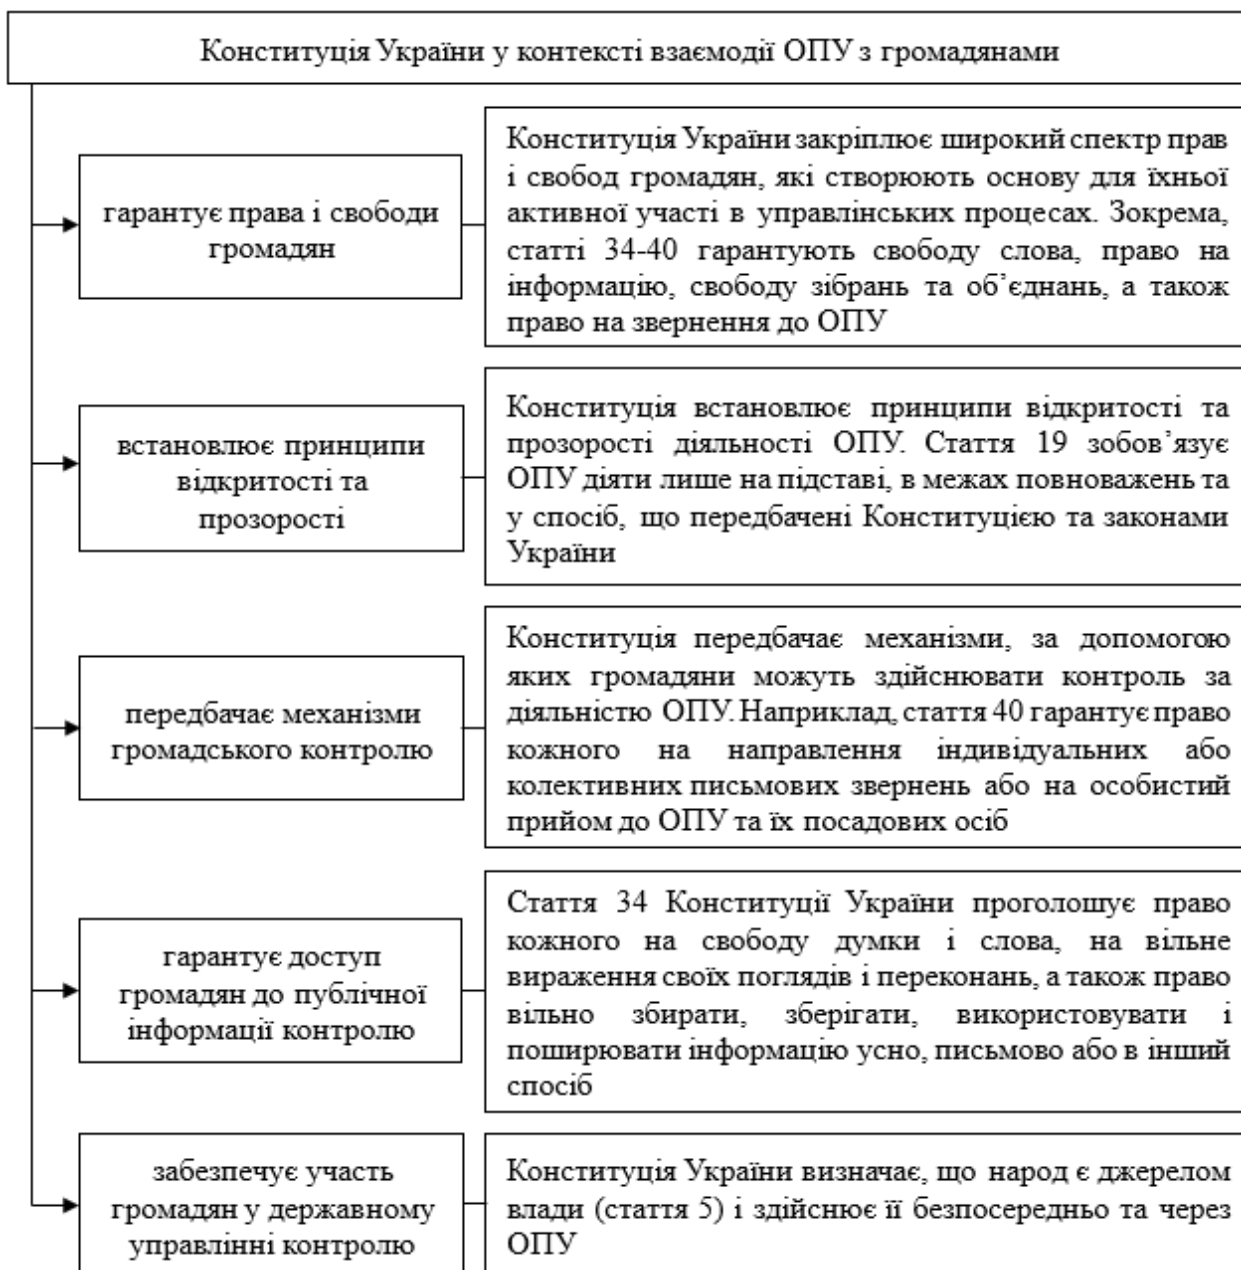 Конституція України у контексті взаємодії ОПУ з громадянами
гарантує права і свободи
громадян
Конституція України закріплює широкий спектр прав
і свобод громадян, які створюють основу для їхньої
активної участі в управлінських процесах. Зокрема,
статті 34-40 гарантують свободу слова, право на
інформацію, свободу зібрань та об’єднань, а також
право на звернення до ОПУ
встановлює принципи
відкритості та
прозорості
Конституція встановлює принципи відкритості та
прозорості діяльності ОПУ. Стаття 19 зобов’язує
ОПУ діяти лише на підставі, в межах повноважень та
у спосіб, що передбачені Конституцією та законами
України
передбачає механізми
громадського контролю
Конституція передбачає механізми, за допомогою
яких громадяни можуть здійснювати контроль за
діяльністю ОПУ. Наприклад, стаття 40 гарантує право
кожного на направлення індивідуальних або
колективних письмових звернень або на особистий
прийом до ОПУ та їх посадових осіб
гарантує доступ
громадян до публічної
інформації контролю
Стаття 34 Конституції України проголошує право
кожного на свободу думки і слова, на вільне
вираження своїх поглядів і переконань, а також право
вільно збирати, зберігати, використовувати і
поширювати інформацію усно, письмово або в інший
спосіб
забезпечує участь
громадян у державному
управлінні контролю
Конституція України визначає, що народ є джерелом
влади (стаття 5) і здійснює її безпосередньо та через
ОПУ